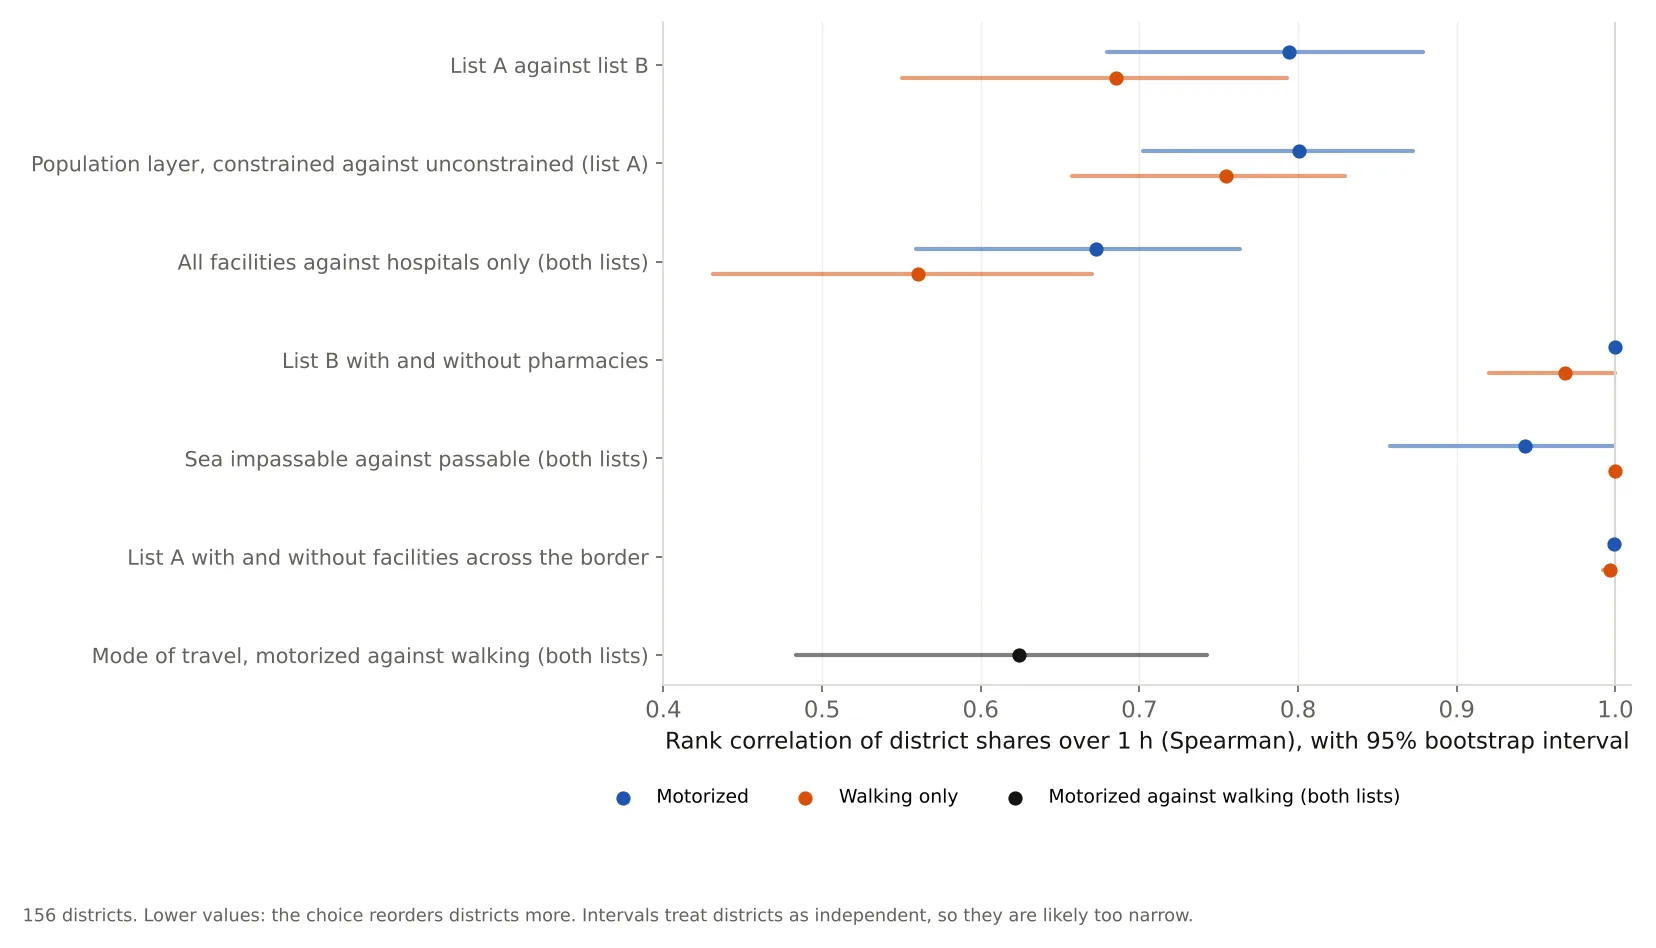 List A against list B
Population layer, constrained against unconstrained (list A)
All facilities against hospitals only (both lists)
List B with and without pharmacies
Sea impassable against passable (both lists)
List A with and without facilities across the border
Mode of travel, motorized against walking (both lists)
0.4 0.5 0.6 0.7 0.8 0.9 1.0
Rank correlation of district shares over 1 h (Spearman), with 95% bootstrap interval
Motorized Walking only Motorized against walking (both lists)
156 districts. Lower values: the choice reorders districts more. Intervals treat districts as independent, so they are likely too narrow.